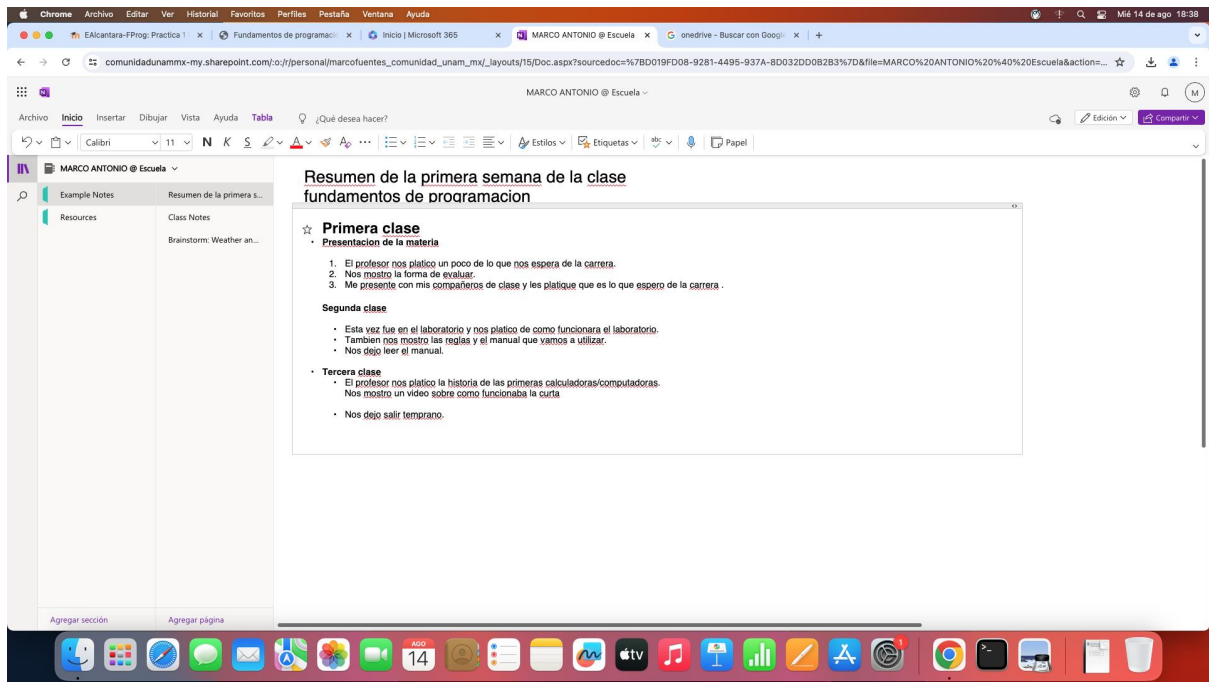 Chrome Archivo Editar Ver Historial Favoritos Perfiles Pestaña Ventana Ayuda
Mié 14 de ago 18:38
EAlcantara-FProg: Practica 1
Fundamentos de programació
Inicio | Microsoft 365
MARCO ANTONIO @ Escuela
onedrive - Buscar con Google
comunidadunammx-my.sharepoint.com/:o:/r/personal/marcofuentes_comunidad_unam_mx/_layouts/15/Doc.aspx?sourcedoc=%7BD019FD08-9281-4495-937A-8D032DD0B2B3%7D&file=MARCO%20ANTONIO%20%40%20Escuela&action=...
MARCO ANTONIO @ Escuela
M
Archivo Inicio Insertar Dibujar Vista Ayuda Tabla ¿Qué desea hacer?
Edición Compartir
Calibri 11 N K S A Estilos Etiquetas abc Papel
MARCO ANTONIO @ Escuela
Example Notes
Resources
Resumen de la primera s...
Class Notes
Brainstorm: Weather an...
Resumen de la primera semana de la clase
fundamentos de programacion
Primera clase
• Presentacion de la materia
1. El profesor nos platico un poco de lo que nos espera de la carrera.
2. Nos mostro la forma de evaluar.
3. Me presente con mis compañeros de clase y les platique que es lo que espero de la carrera .
Segunda clase
• Esta vez fue en el laboratorio y nos platico de como funcionara el laboratorio.
• Tambien nos mostro las reglas y el manual que vamos a utilizar.
• Nos dejo leer el manual.
• Tercera clase
• El profesor nos platico la historia de las primeras calculadoras/computadoras.
Nos mostro un video sobre como funcionaba la curta
• Nos dejo salir temprano.
Agregar sección
Agregar página
AGO
14
tv
1